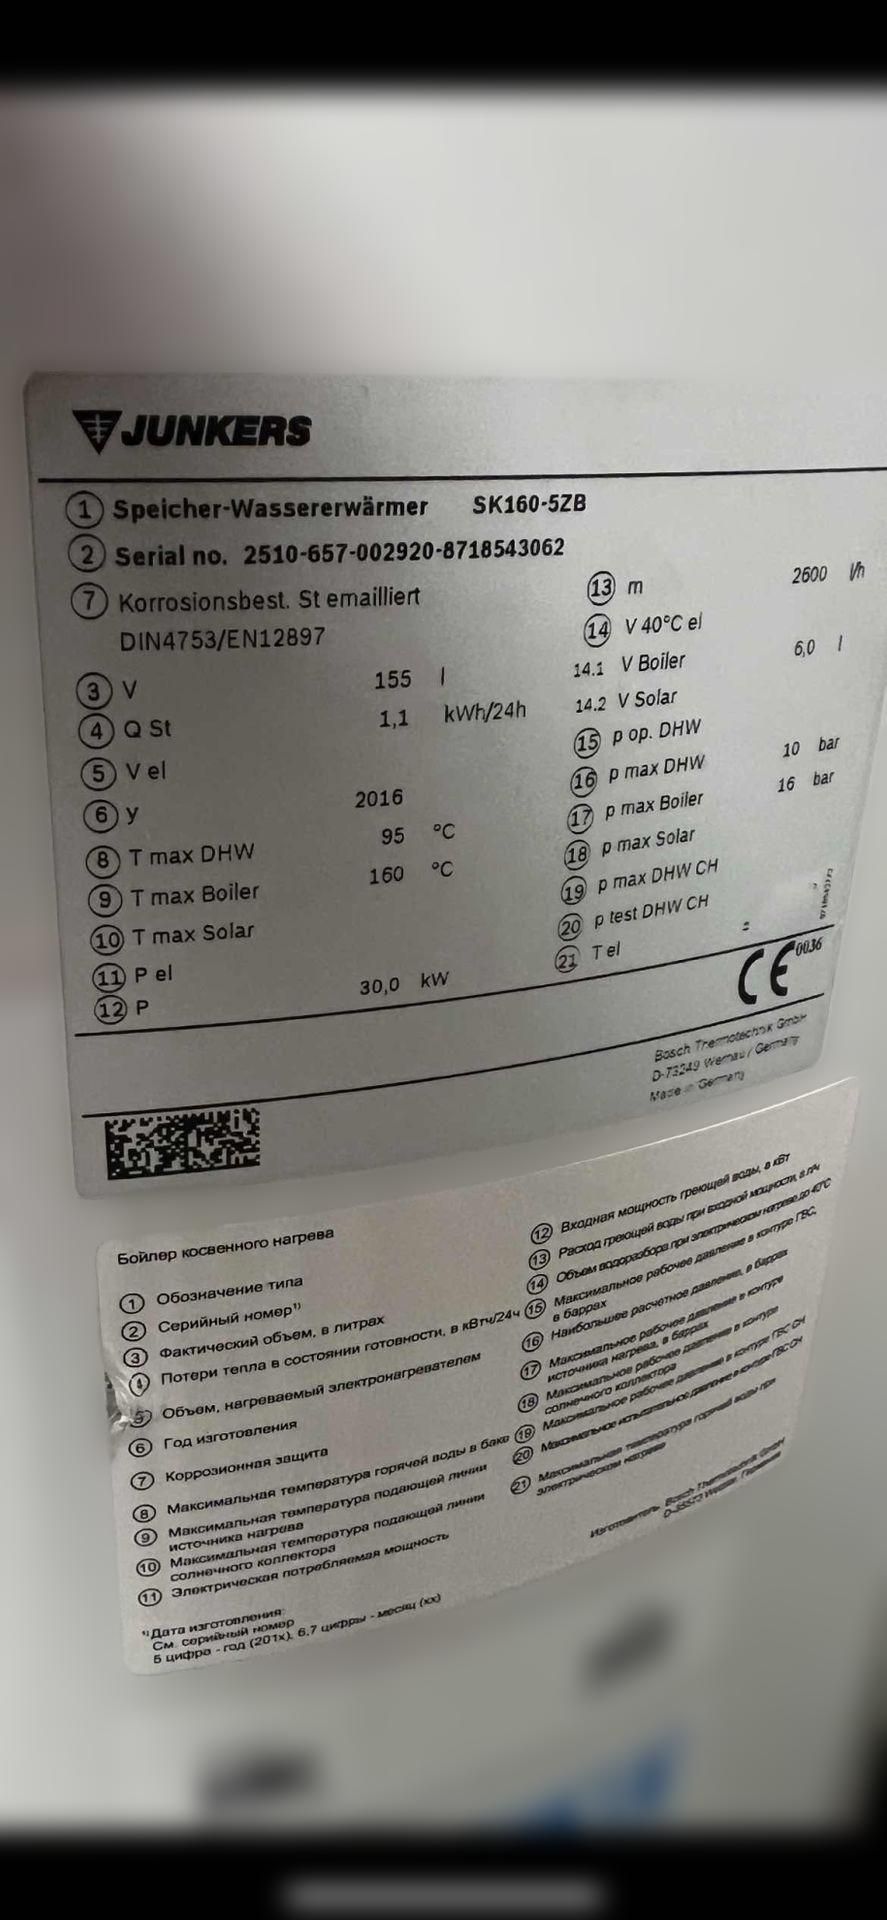 JUNKERS
1 Speicher-Wassererwärmer SK160-5ZB
2 Serial no. 2510-657-002920-8718543062
7 Korrosionsbest. St emailliert
DIN4753/EN12897
3 V 155 l
4 Q St 1,1 kWh/24h
5 V el
6 y 2016
8 T max DHW 95 °C
9 T max Boiler 160 °C
10 T max Solar
11 P el
12 P 30,0 kW
13 m 2600 l/h
14 V 40°C el
14.1 V Boiler 6,0 l
14.2 V Solar
15 p op. DHW
16 p max DHW 10 bar
17 p max Boiler 16 bar
18 p max Solar
19 p max DHW CH
20 p test DHW CH
21 T el
CE 0036
Bosch Thermotechnik GmbH
D-73249 Wernau / Germany
Made in Germany
Бойлер косвенного нагрева
1 Обозначение типа
2 Серийный номер¹⁾
3 Фактический объем, в литрах
4 Потери тепла в состоянии готовности, в кВтч/24ч
5 Объем, нагреваемый электронагревателем
6 Год изготовления
7 Коррозионная защита
8 Максимальная температура горячей воды в баке
9 Максимальная температура подающей линии
источника нагрева
10 Максимальная температура подающей линии
солнечного коллектора
11 Электрическая потребляемая мощность
12 Входная мощность греющей воды, в кВт
13 Расход греющей воды при входной мощности, в л/ч
14 Объем водоразбора при электрическом нагреве до 40°C
15 Максимальное рабочее давление в контуре ГВС,
в баррах
16 Наибольшее расчетное давление, в баррах
17 Максимальное рабочее давление в контуре
источника нагрева, в баррах
18 Максимальное рабочее давление в контуре
солнечного коллектора
19 Максимальное рабочее давление в контуре ГВС CH
20 Максимальное испытательное давление в контуре ГВС CH
21 Максимальная температура горячей воды при
электрическом нагреве
Изготовитель: Bosch Thermotechnik GmbH
¹⁾ Дата изготовления:
См. серийный номер
5 цифра - год (201x), 6,7 цифры - месяц (xx)